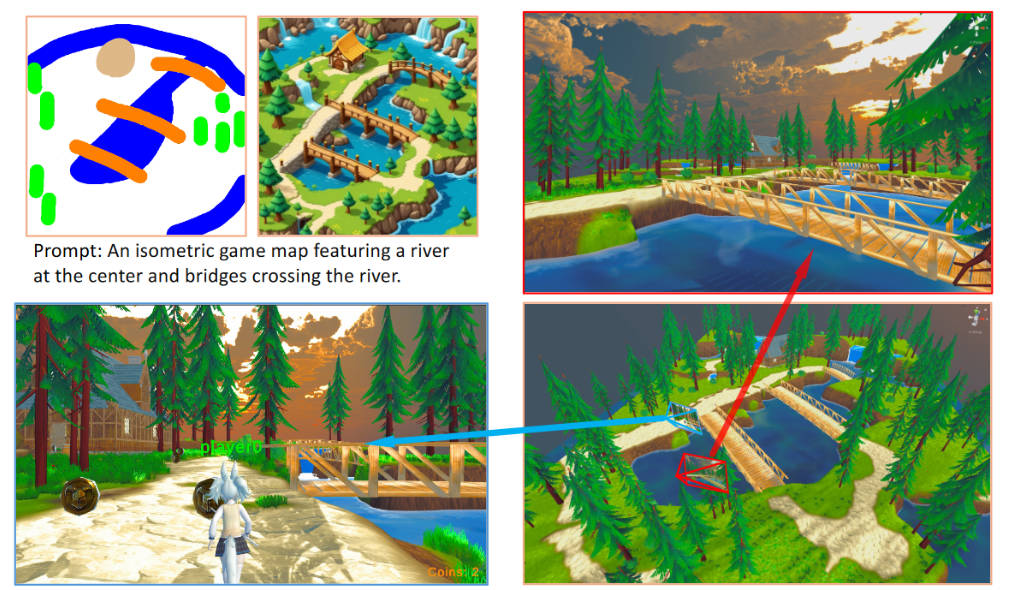 Prompt: An isometric game map featuring a river
at the center and bridges crossing the river.
player0
Coins: 2